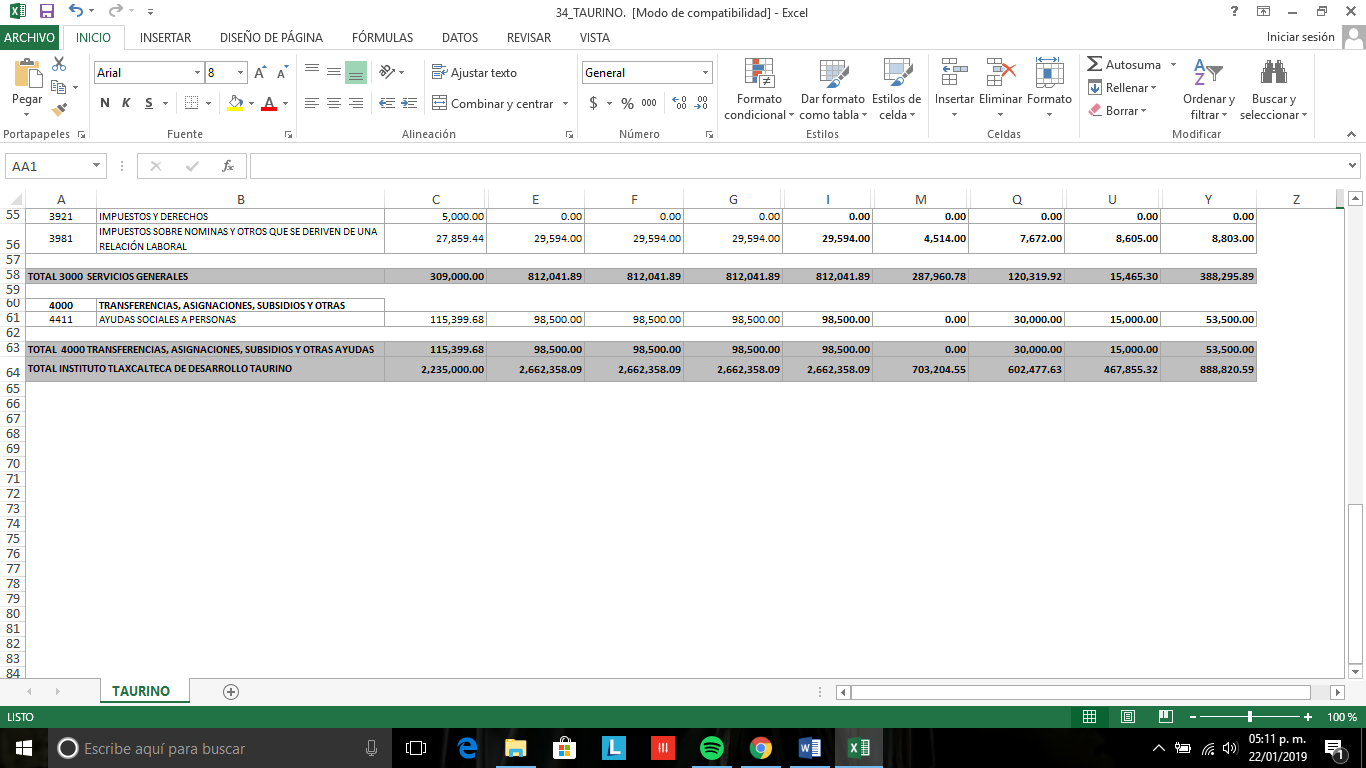 34_TAURINO. [Modo de compatibilidad] - Excel
ARCHIVO INICIO INSERTAR DISEÑO DE PÁGINA FÓRMULAS DATOS REVISAR VISTA Iniciar sesión
Pegar
Portapapeles
Arial 8
N K S
Fuente
Ajustar texto
Combinar y centrar
Alineación
General
$ % 000
Número
Formato condicional
Dar formato como tabla
Estilos de celda
Estilos
Insertar Eliminar Formato
Celdas
Autosuma
Rellenar
Borrar
Ordenar y filtrar
Buscar y seleccionar
Modificar
AA1 fx
A B C E F G I M Q U Y Z
55 3921 IMPUESTOS Y DERECHOS 5,000.00 0.00 0.00 0.00 0.00 0.00 0.00 0.00 0.00
56 3981 IMPUESTOS SOBRE NOMINAS Y OTROS QUE SE DERIVEN DE UNA RELACIÓN LABORAL 27,859.44 29,594.00 29,594.00 29,594.00 29,594.00 4,514.00 7,672.00 8,605.00 8,803.00
57
58 TOTAL 3000 SERVICIOS GENERALES 309,000.00 812,041.89 812,041.89 812,041.89 812,041.89 287,960.78 120,319.92 15,465.30 388,295.89
59
60 4000 TRANSFERENCIAS, ASIGNACIONES, SUBSIDIOS Y OTRAS
61 4411 AYUDAS SOCIALES A PERSONAS 115,399.68 98,500.00 98,500.00 98,500.00 98,500.00 0.00 30,000.00 15,000.00 53,500.00
62
63 TOTAL 4000 TRANSFERENCIAS, ASIGNACIONES, SUBSIDIOS Y OTRAS AYUDAS 115,399.68 98,500.00 98,500.00 98,500.00 98,500.00 0.00 30,000.00 15,000.00 53,500.00
64 TOTAL INSTITUTO TLAXCALTECA DE DESARROLLO TAURINO 2,235,000.00 2,662,358.09 2,662,358.09 2,662,358.09 2,662,358.09 703,204.55 602,477.63 467,855.32 888,820.59
65
66
67
68
69
70
71
72
73
74
75
76
77
78
79
80
81
82
83
84
TAURINO
LISTO 100 %
Escribe aquí para buscar
05:11 p. m.
22/01/2019